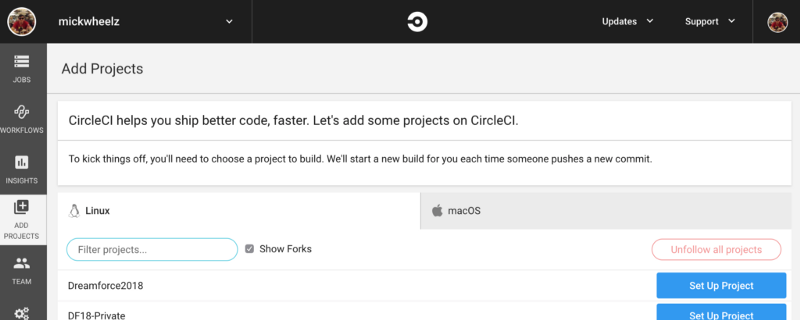 mickwheelz
Updates
Support
JOBS
WORKFLOWS
INSIGHTS
ADD
PROJECTS
TEAM
Add Projects
CircleCI helps you ship better code, faster. Let's add some projects on CircleCI.
To kick things off, you'll need to choose a project to build. We'll start a new build for you each time someone pushes a new commit.
Linux
macOS
Filter projects...
Show Forks
Unfollow all projects
Dreamforce2018
Set Up Project
DF18-Private
Set Up Project